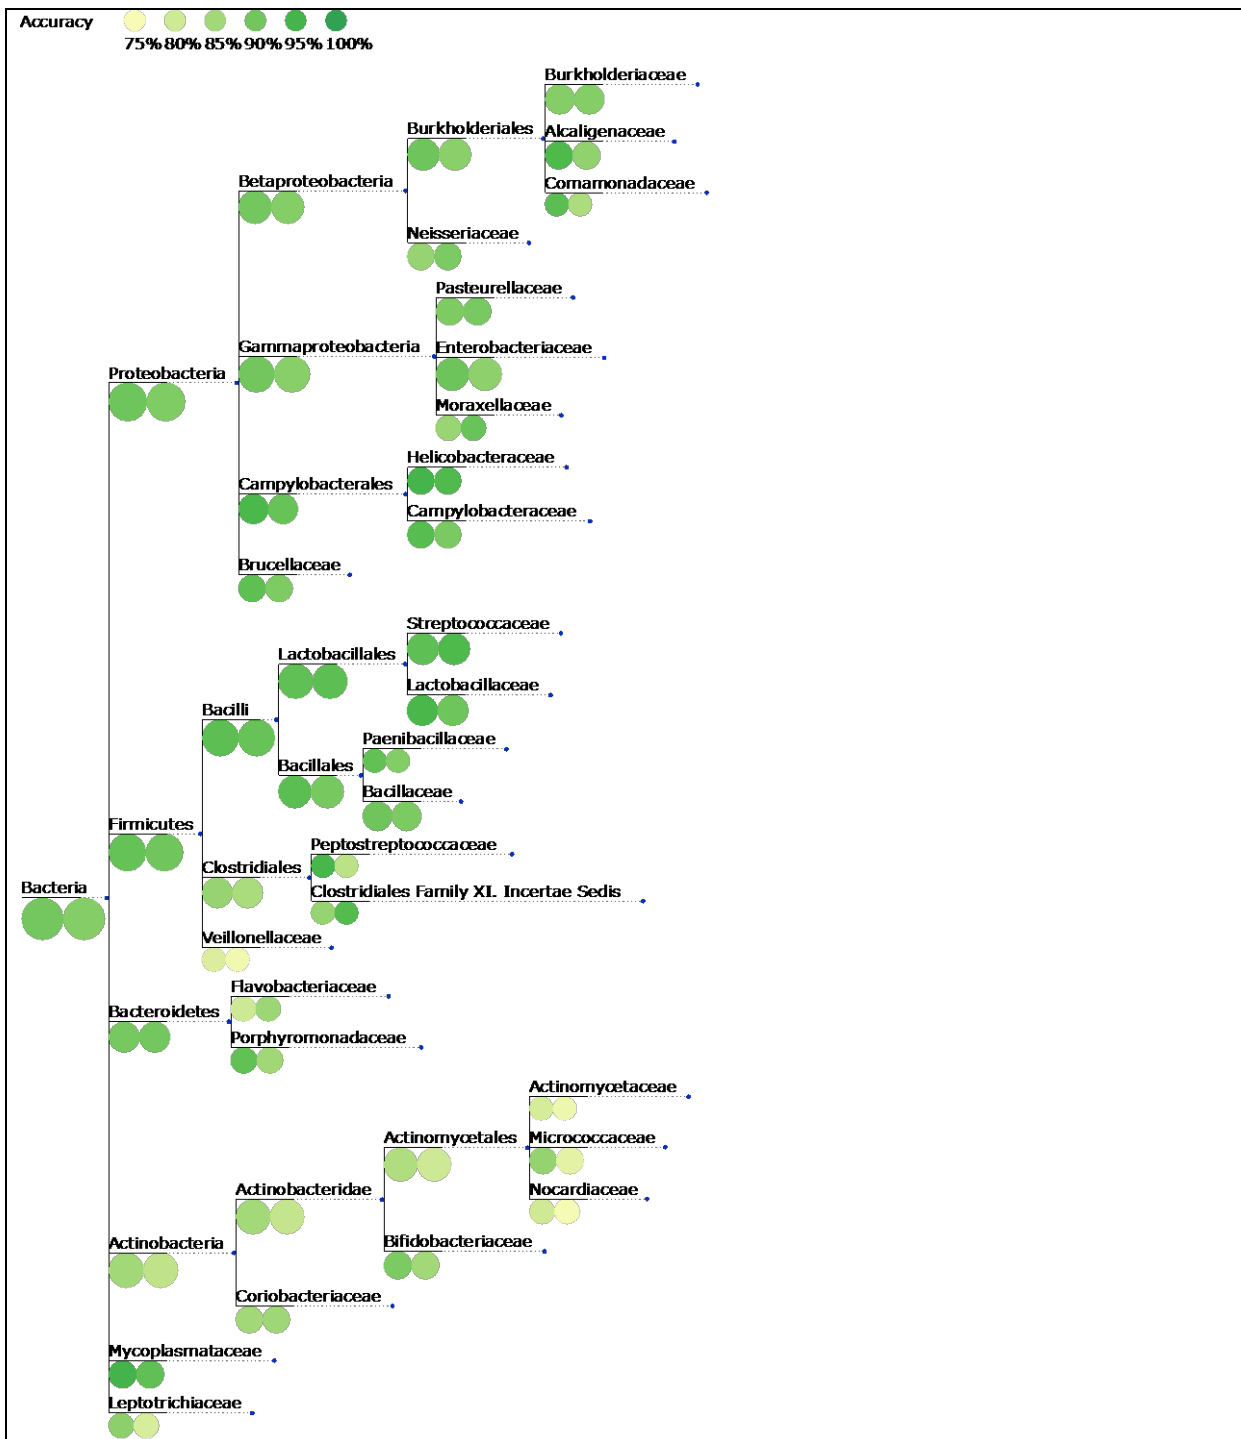 Accuracy
75% 80% 85% 90% 95% 100%
Burkholderiaceae
Burkholderiales
Alcaligenaceae
Betaproteobacteria
Comamonadaceae
Neisseriaceae
Pasteurellaceae
Gammaproteobacteria
Enterobacteriaceae
Proteobacteria
Moraxellaceae
Helicobacteraceae
Campylobacterales
Campylobacteraceae
Brucellaceae
Streptococcaceae
Lactobacillales
Lactobacillaceae
Bacilli
Paenibacillaceae
Bacillales
Bacillaceae
Firmicutes
Peptostreptococcaceae
Clostridiales
Bacteria
Clostridiales Family XI. Incertae Sedis
Veillonellaceae
Flavobacteriaceae
Bacteroidetes
Porphyromonadaceae
Actinomycetaceae
Actinomycetales
Micrococcaceae
Actinobacteridae
Nocardiaceae
Actinobacteria
Bifidobacteriaceae
Coriobacteriaceae
Mycoplasmataceae
Leptotrichiaceae